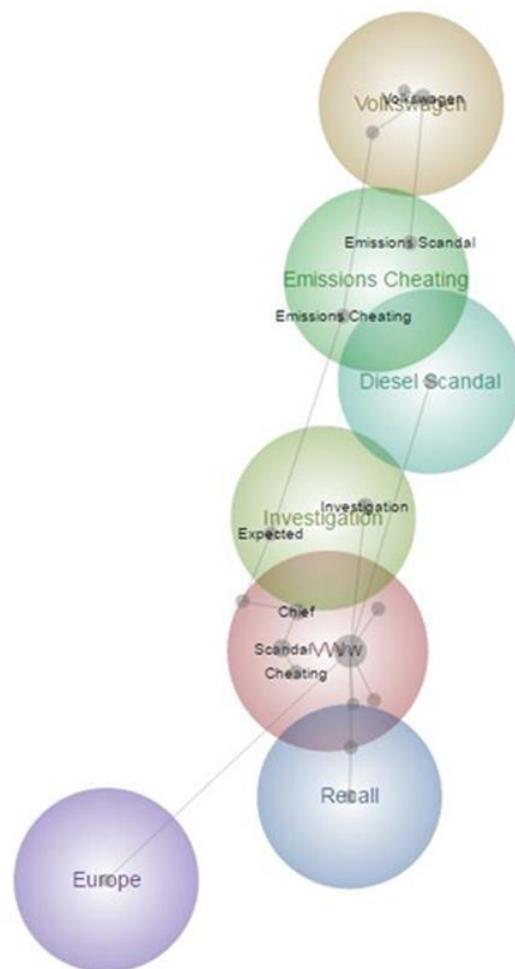 Volkswagen
Volkswagen
Emissions Scandal
Emissions Cheating
Emissions Cheating
Diesel Scandal
Investigation
Investigation
Expected
Chief
Scandal
VW
vw
Cheating
Recall
Europe